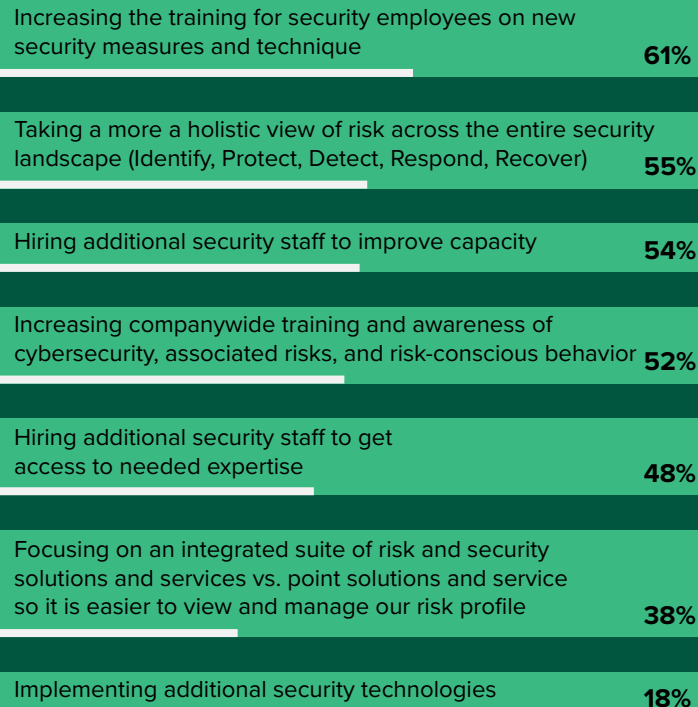 Increasing the training for security employees on new
security measures and technique
61%
Taking a more a holistic view of risk across the entire security
landscape (Identify, Protect, Detect, Respond, Recover)
55%
Hiring additional security staff to improve capacity
54%
Increasing companywide training and awareness of
cybersecurity, associated risks, and risk-conscious behavior
52%
Hiring additional security staff to get
access to needed expertise
48%
Focusing on an integrated suite of risk and security
solutions and services vs. point solutions and service
so it is easier to view and manage our risk profile
38%
Implementing additional security technologies
18%